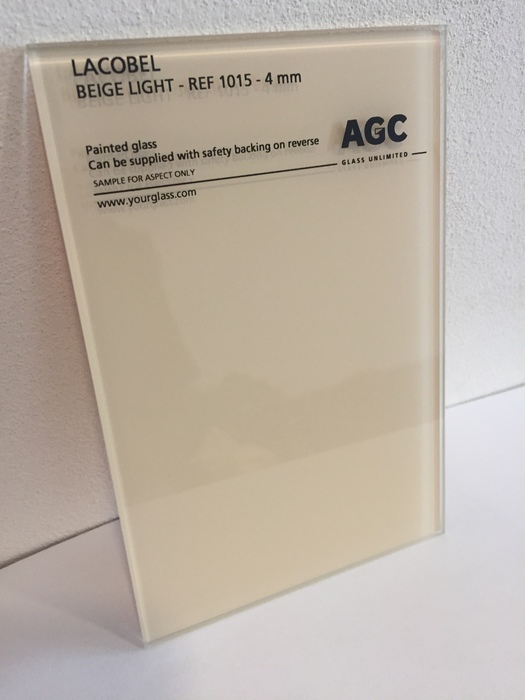 LACOBEL
BEIGE LIGHT - REF 1015 - 4 mm
Painted glass
Can be supplied with safety backing on reverse
SAMPLE FOR ASPECT ONLY
www.yourglass.com
AGC
GLASS UNLIMITED